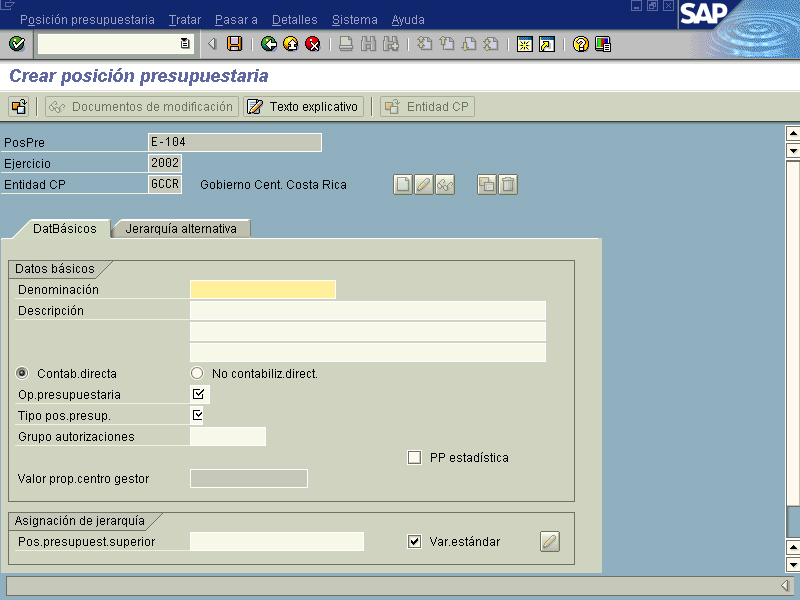 Posición presupuestaria Tratar Pasar a Detalles Sistema Ayuda
SAP
Crear posición presupuestaria
Documentos de modificación Texto explicativo Entidad CP
PosPre E-104
Ejercicio 2002
Entidad CP GCCR Gobierno Cent. Costa Rica
DatBásicos Jerarquía alternativa
Datos básicos
Denominación
Descripción
Contab.directa No contabiliz.direct.
Op.presupuestaria
Tipo pos.presup.
Grupo autorizaciones
PP estadística
Valor prop.centro gestor
Asignación de jerarquía
Pos.presupuest.superior Var.estándar